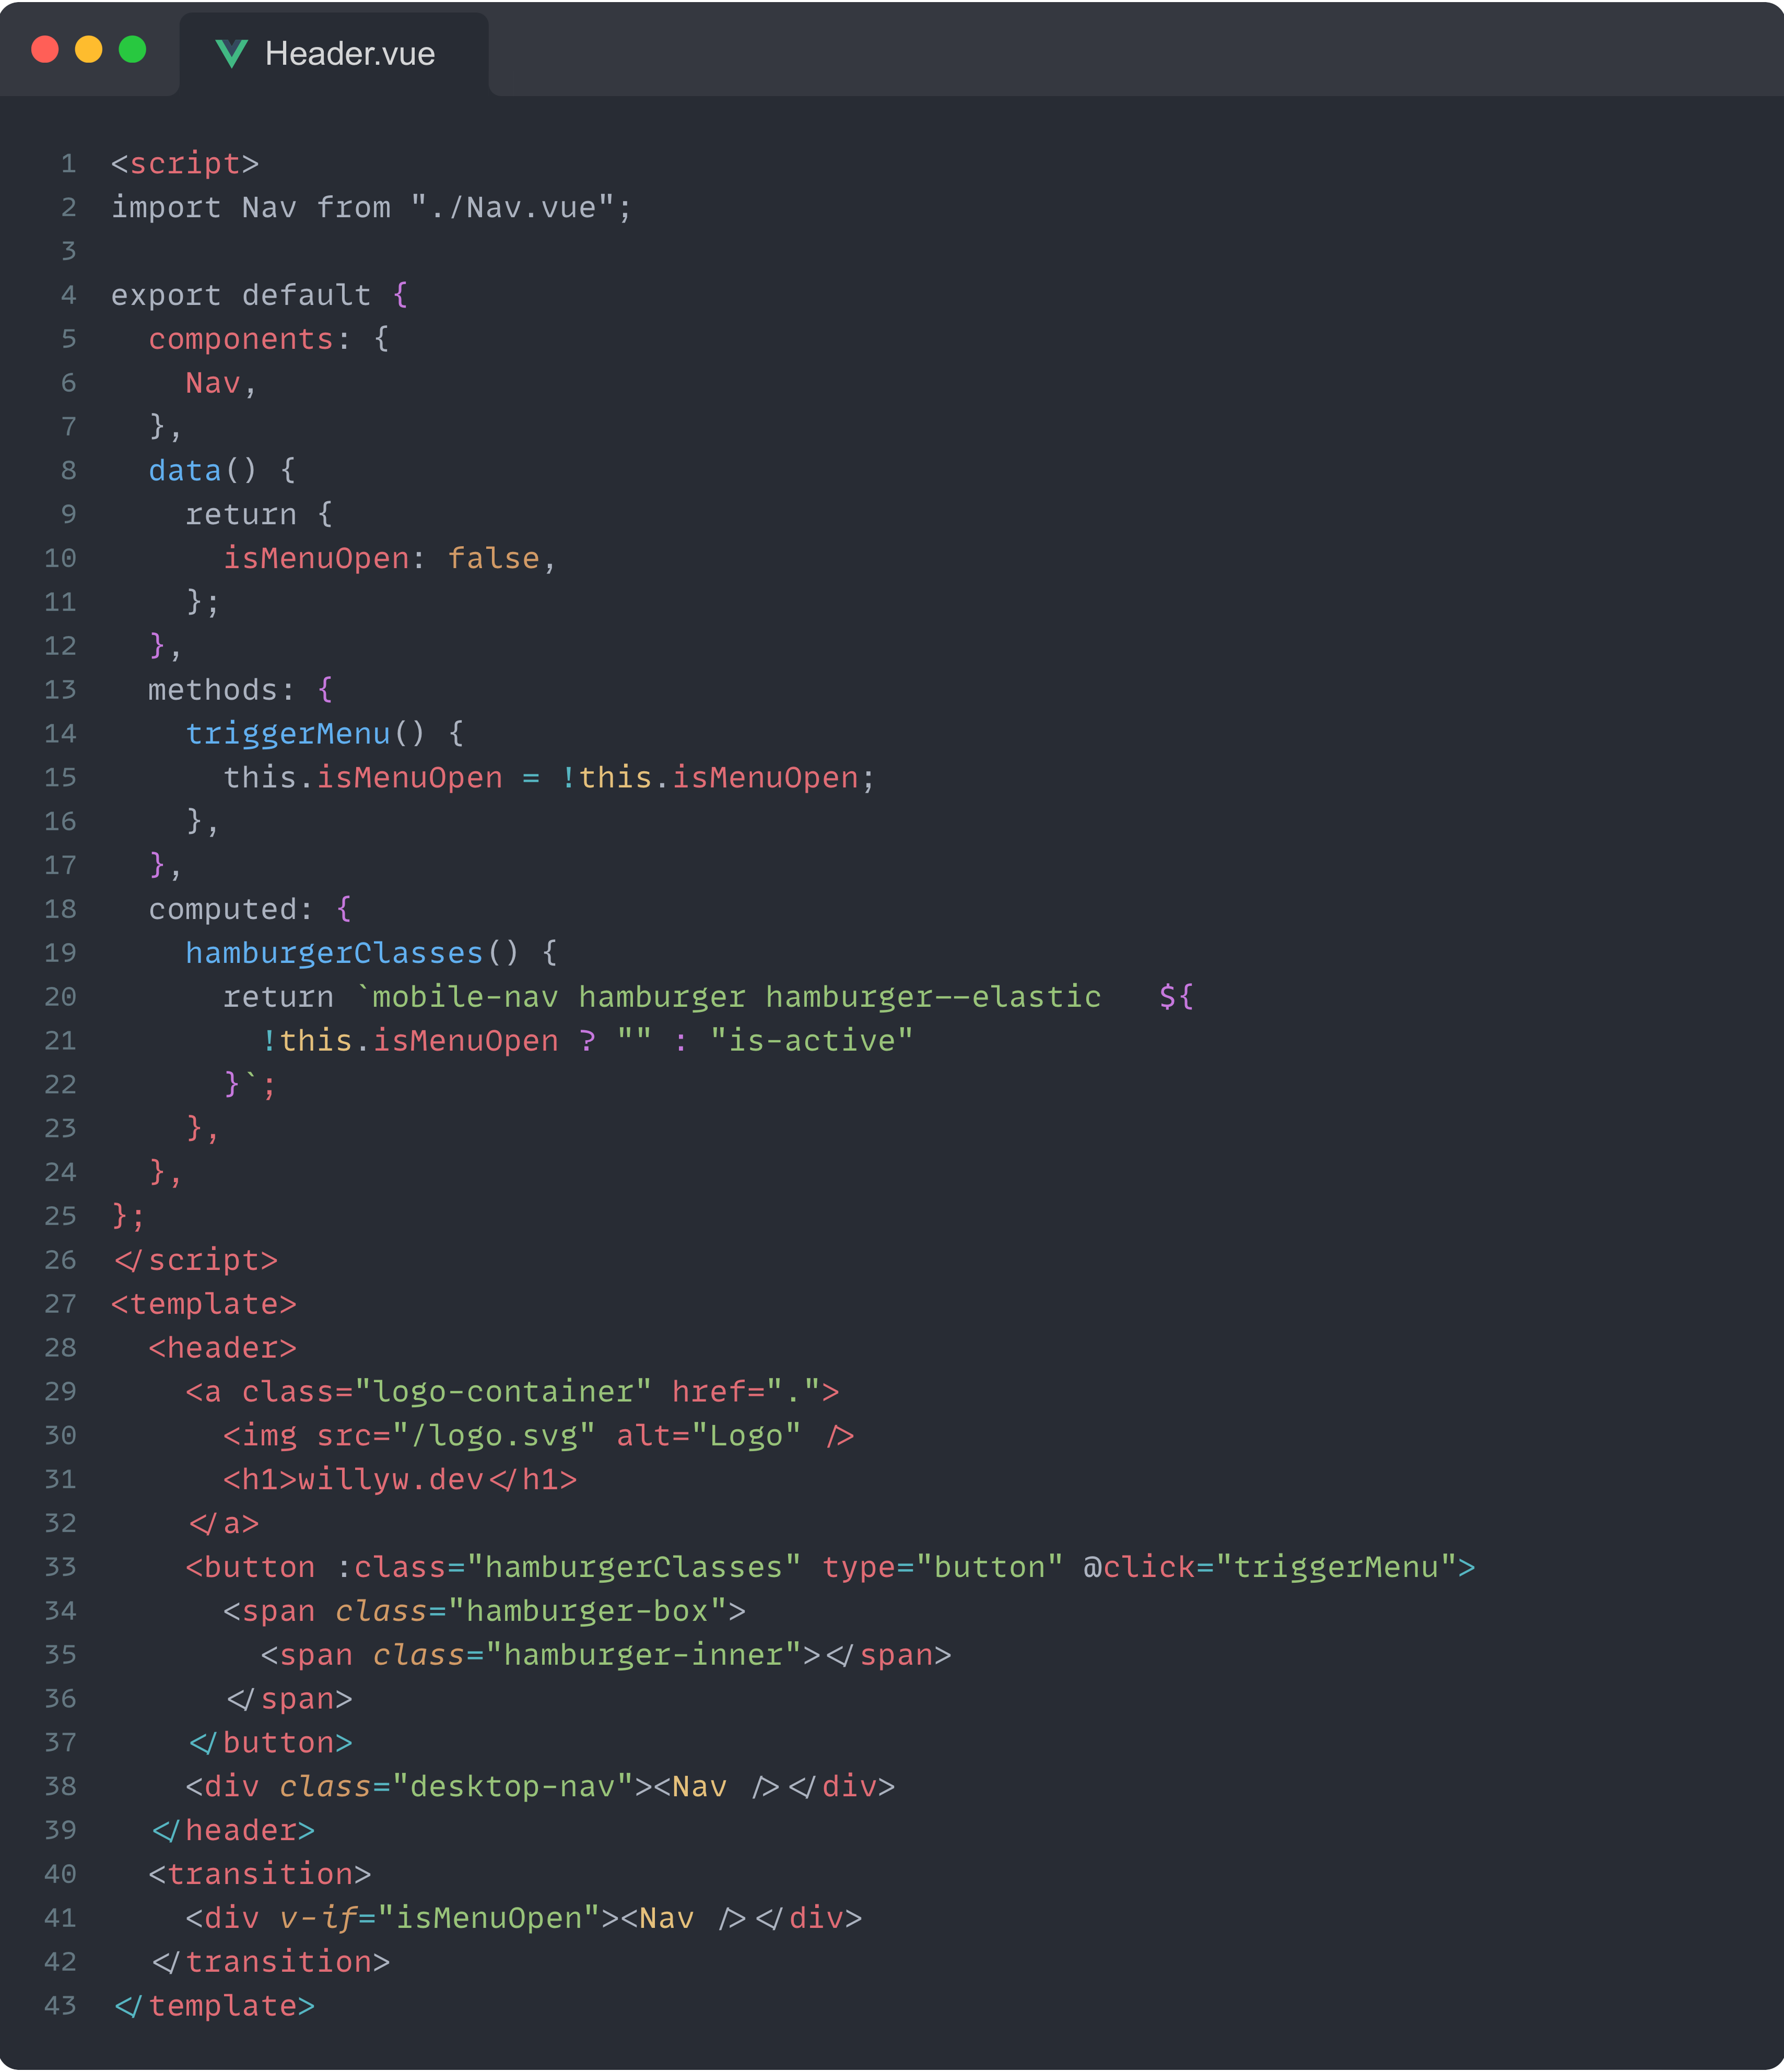 Header.vue
1 <script>
2 import Nav from "./Nav.vue";
3
4 export default {
5   components: {
6     Nav,
7   },
8   data() {
9     return {
10       isMenuOpen: false,
11     };
12   },
13   methods: {
14     triggerMenu() {
15       this.isMenuOpen = !this.isMenuOpen;
16     },
17   },
18   computed: {
19     hamburgerClasses() {
20       return `mobile-nav hamburger hamburger--elastic   ${
21         !this.isMenuOpen ? "" : "is-active"
22       }`;
23     },
24   },
25 };
26 </script>
27 <template>
28   <header>
29     <a class="logo-container" href=".">
30       <img src="/logo.svg" alt="Logo" />
31       <h1>willyw.dev</h1>
32     </a>
33     <button :class="hamburgerClasses" type="button" @click="triggerMenu">
34       <span class="hamburger-box">
35         <span class="hamburger-inner"></span>
36       </span>
37     </button>
38     <div class="desktop-nav"><Nav /></div>
39   </header>
40   <transition>
41     <div v-if="isMenuOpen"><Nav /></div>
42   </transition>
43 </template>